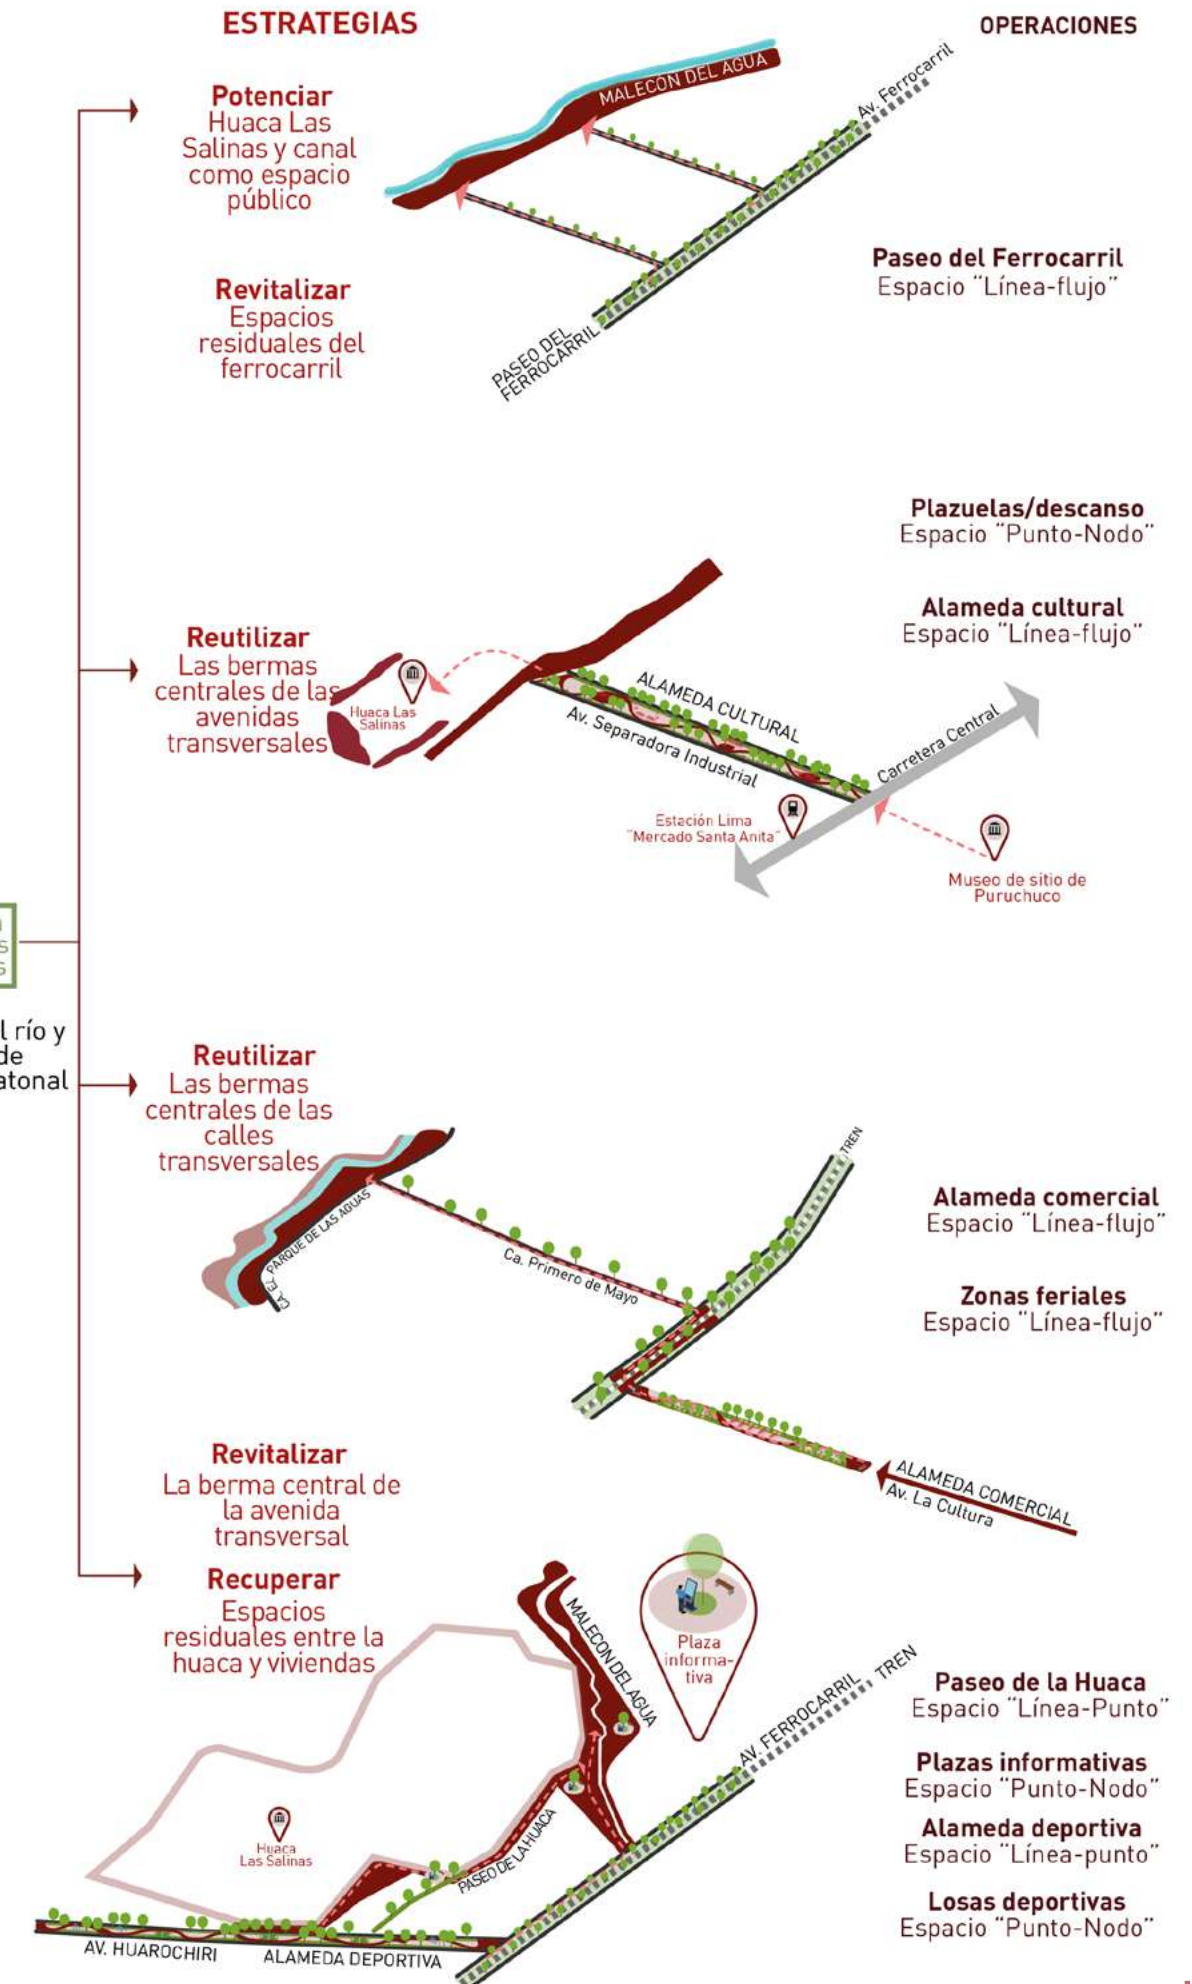 ESTRATEGIAS
OPERACIONES
Potenciar
Huaca Las
Salinas y canal
como espacio
público
MALECON DEL AGUA
Av. Ferrocarril
Revitalizar
Espacios
residuales del
ferrocarril
PASEO DEL
FERROCARRIL
Paseo del Ferrocarril
Espacio "Línea-flujo"
Plazuelas/descanso
Espacio "Punto-Nodo"
Alameda cultural
Espacio "Línea-flujo"
Reutilizar
Las bermas
centrales de las
avenidas
transversales
Huaca Las
Salinas
ALAMEDA CULTURAL
Av. Separadora Industrial
Carretera Central
Estación Lima
"Mercado Santa Anita"
Museo de sitio de
Puruchuco
l río y
de
atonal
Reutilizar
Las bermas
centrales de las
calles
transversales
CA. EL PARQUE DE LAS AGUAS
Ca. Primero de Mayo
TREN
Alameda comercial
Espacio "Línea-flujo"
Zonas feriales
Espacio "Línea-flujo"
ALAMEDA COMERCIAL
Av. La Cultura
Revitalizar
La berma central de
la avenida
transversal
Recuperar
Espacios
residuales entre la
huaca y viviendas
MALECON DEL AGUA
Plaza
informa-
tiva
AV. FERROCARRIL
TREN
Huaca
Las Salinas
PASEO DE LA HUACA
AV. HUAROCHIRI
ALAMEDA DEPORTIVA
Paseo de la Huaca
Espacio "Línea-Punto"
Plazas informativas
Espacio "Punto-Nodo"
Alameda deportiva
Espacio "Línea-punto"
Losas deportivas
Espacio "Punto-Nodo"